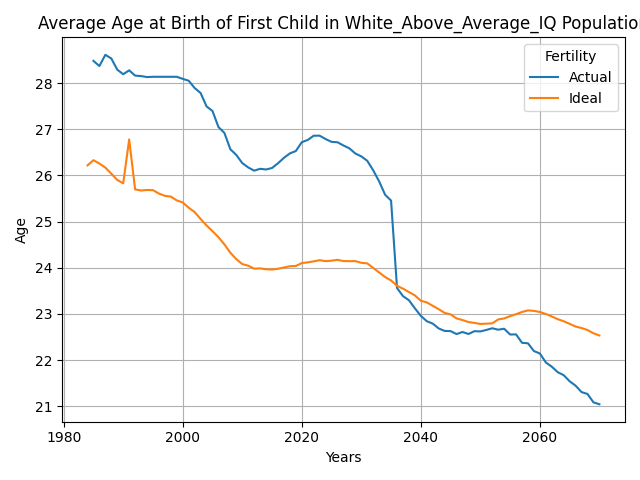 Average Age at Birth of First Child in White_Above_Average_IQ Population
Fertility
Actual
Ideal
28
27
26
25
24
23
22
21
Age
1980
2000
2020
2040
2060
Years